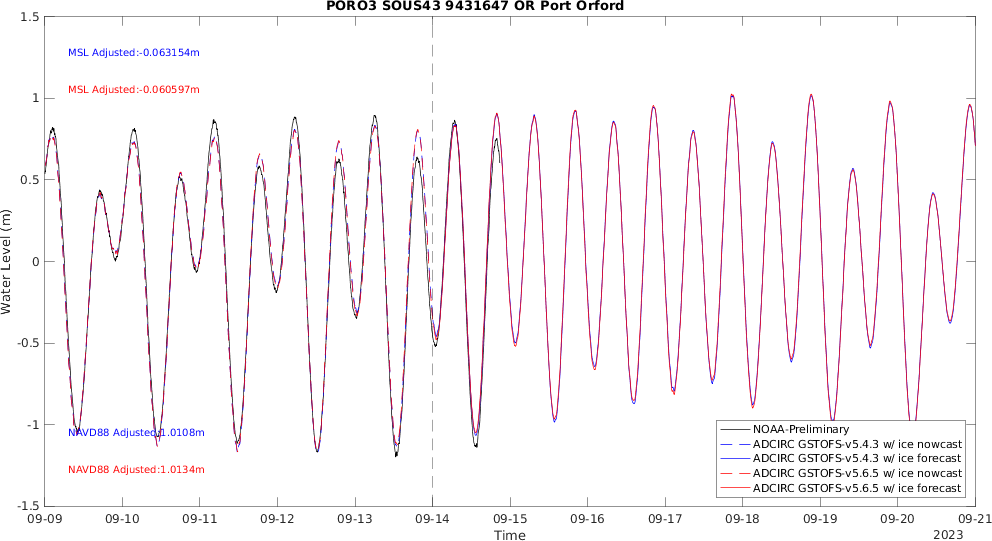 PORO3 SOUS43 9431647 OR Port Orford
1.5
MSL Adjusted:-0.063154m
MSL Adjusted:-0.060597m
1
0.5
0
-0.5
-1
-1.5
Water Level (m)
NAVD88 Adjusted:1.0108m
NAVD88 Adjusted:1.0134m
NOAA-Preliminary
ADCIRC GSTOFS-v5.4.3 w/ ice nowcast
ADCIRC GSTOFS-v5.4.3 w/ ice forecast
ADCIRC GSTOFS-v5.6.5 w/ ice nowcast
ADCIRC GSTOFS-v5.6.5 w/ ice forecast
09-09 09-10 09-11 09-12 09-13 09-14 09-15 09-16 09-17 09-18 09-19 09-20 09-21
Time
2023